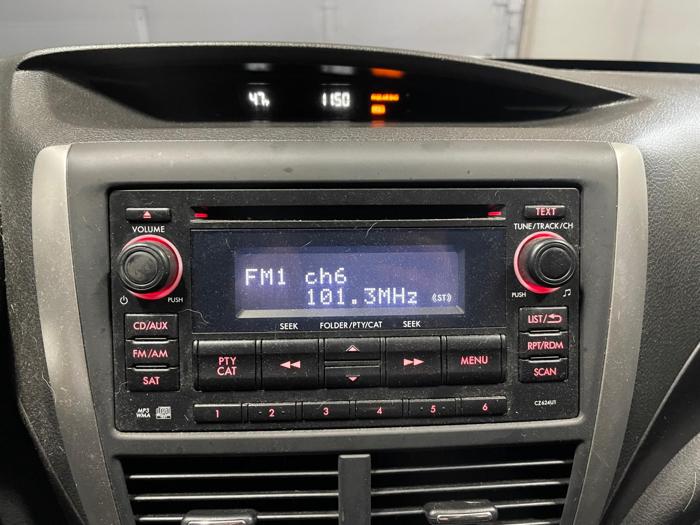 47°F 1150
TEXT
VOLUME TUNE/TRACK/CH
FM1 ch6
101.3MHz ((ST))
PUSH PUSH
SEEK FOLDER/PTY/CAT SEEK
CD/AUX LIST/
FM/AM RPT/RDM
SAT SCAN
PTY CAT MENU
1 2 3 4 5 6
MP3
WMA
CZ624U1